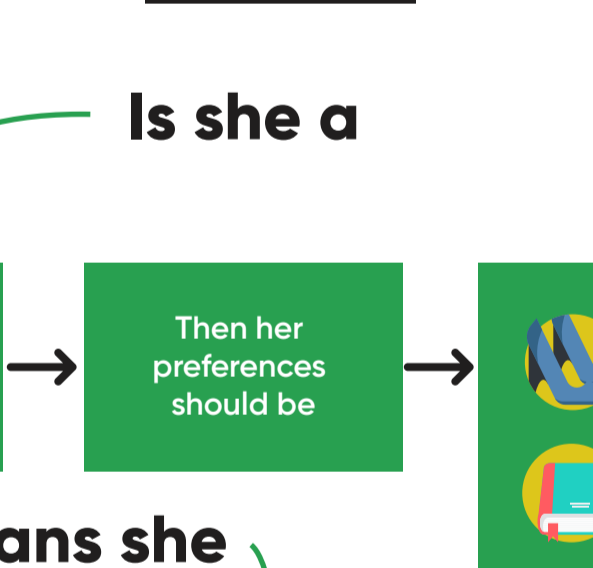 Is she a
Then her
preferences
should be
ans she